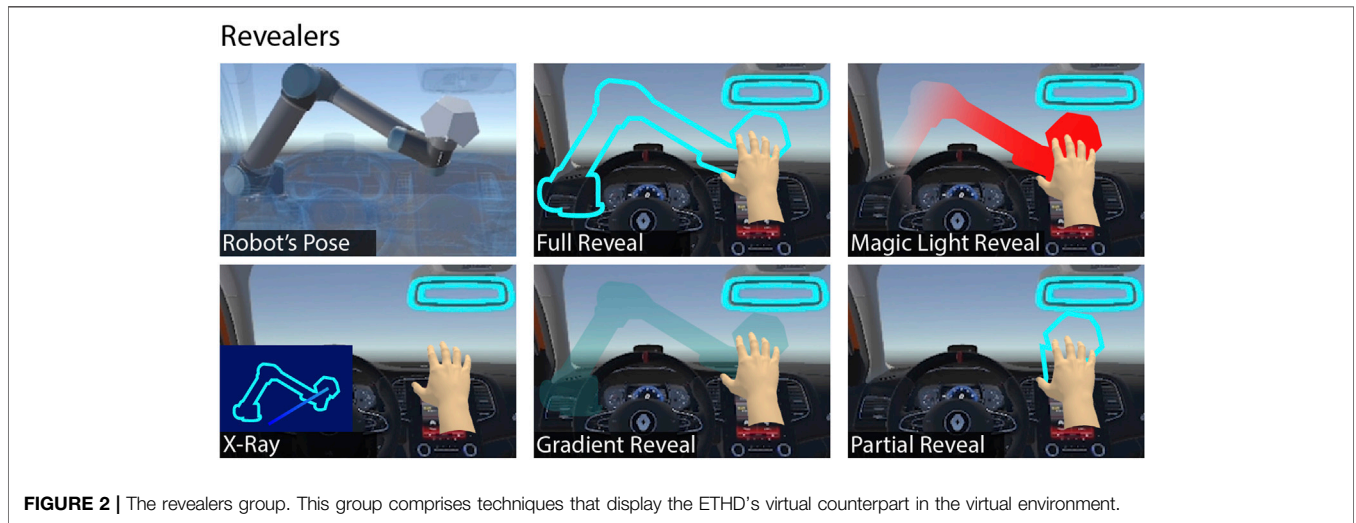 Revealers
Robot's Pose
Full Reveal
Magic Light Reveal
X-Ray
Gradient Reveal
Partial Reveal
FIGURE 2 | The revealers group. This group comprises techniques that display the ETHD's virtual counterpart in the virtual environment.